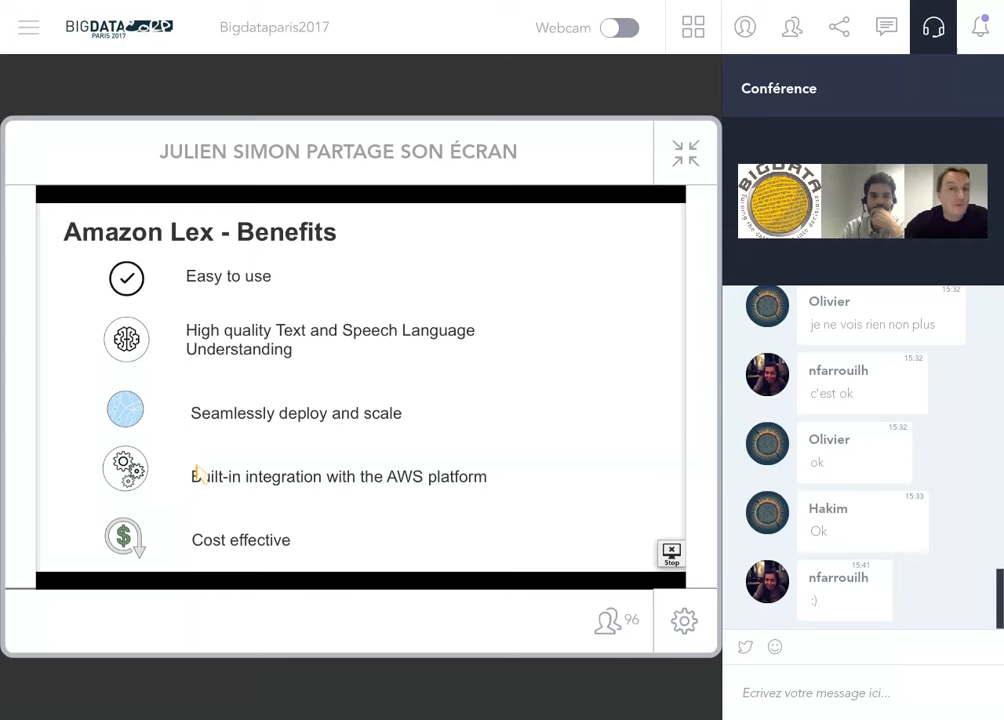 BIGDATA
PARIS 2017
Bigdataparis2017
Webcam
Conférence
JULIEN SIMON PARTAGE SON ÉCRAN
BIGDATA
Amazon Lex - Benefits
Easy to use
High quality Text and Speech Language
Understanding
Seamlessly deploy and scale
Built-in integration with the AWS platform
Cost effective
Stop
96
15:32
Olivier
je ne vois rien non plus
15:32
nfarrouilh
c'est ok
15:32
Olivier
ok
15:33
Hakim
Ok
15:41
nfarrouilh
:)
Ecrivez votre message ici...